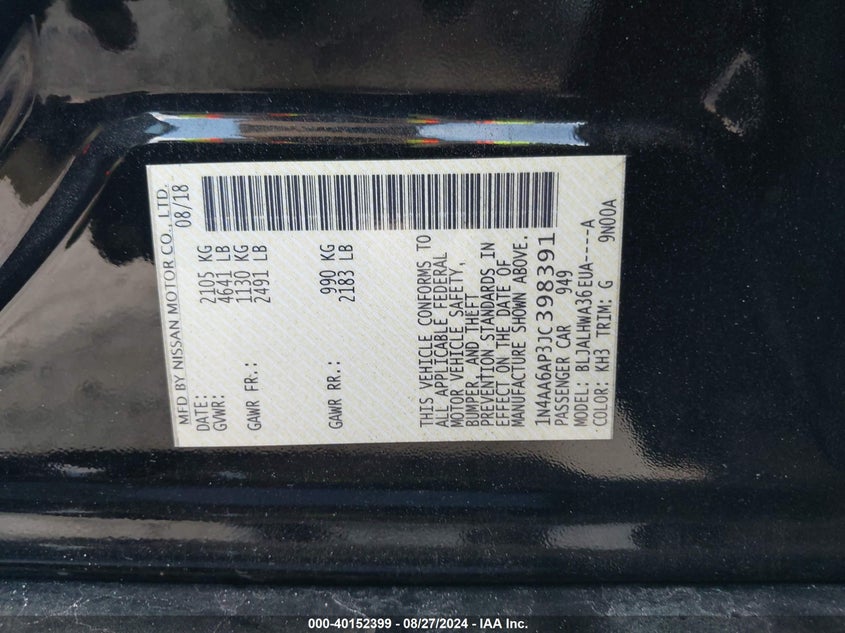 MFD BY NISSAN MOTOR CO., LTD.
DATE: 08/18
GVWR: 2105 KG
4641 LB
GAWR FR.: 1130 KG
2491 LB
GAWR RR.: 990 KG
2183 LB
THIS VEHICLE CONFORMS TO
ALL APPLICABLE FEDERAL
MOTOR VEHICLE SAFETY,
BUMPER, AND THEFT
PREVENTION STANDARDS IN
EFFECT ON THE DATE OF
MANUFACTURE SHOWN ABOVE.
1N4AA6AP3JC398391
PASSENGER CAR 949
MODEL: BLJALHWA36EUA----A
COLOR: KH3 TRIM: G 9N00A
000-40152399 - 08/27/2024 - IAA Inc.